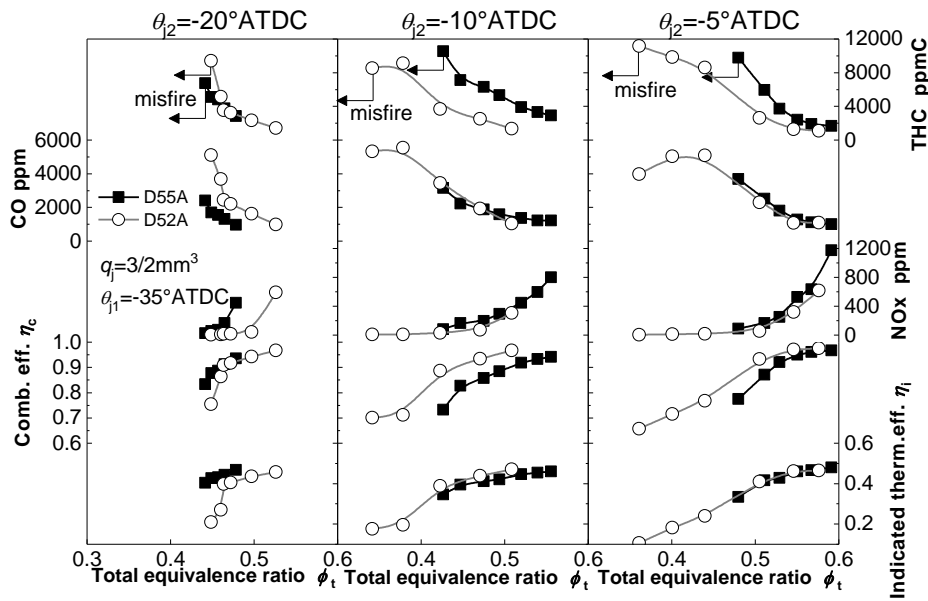 θj2=-20°ATDC θj2=-10°ATDC θj2=-5°ATDC
12000
8000
4000
0
THC ppmC
misfire misfire misfire
6000
4000
2000
0
CO ppm
D55A
D52A
qj=3/2mm³
θj1=-35°ATDC
1200
800
400
0
NOx ppm
1.0
0.9
0.8
0.7
0.6
Comb. eff. ηc
0.6
0.4
0.2
Indicated therm.eff. ηi
0.3 0.4 0.5 0.6 0.4 0.5 0.6 0.4 0.5 0.6
Total equivalence ratio ϕt Total equivalence ratio ϕt Total equivalence ratio ϕt